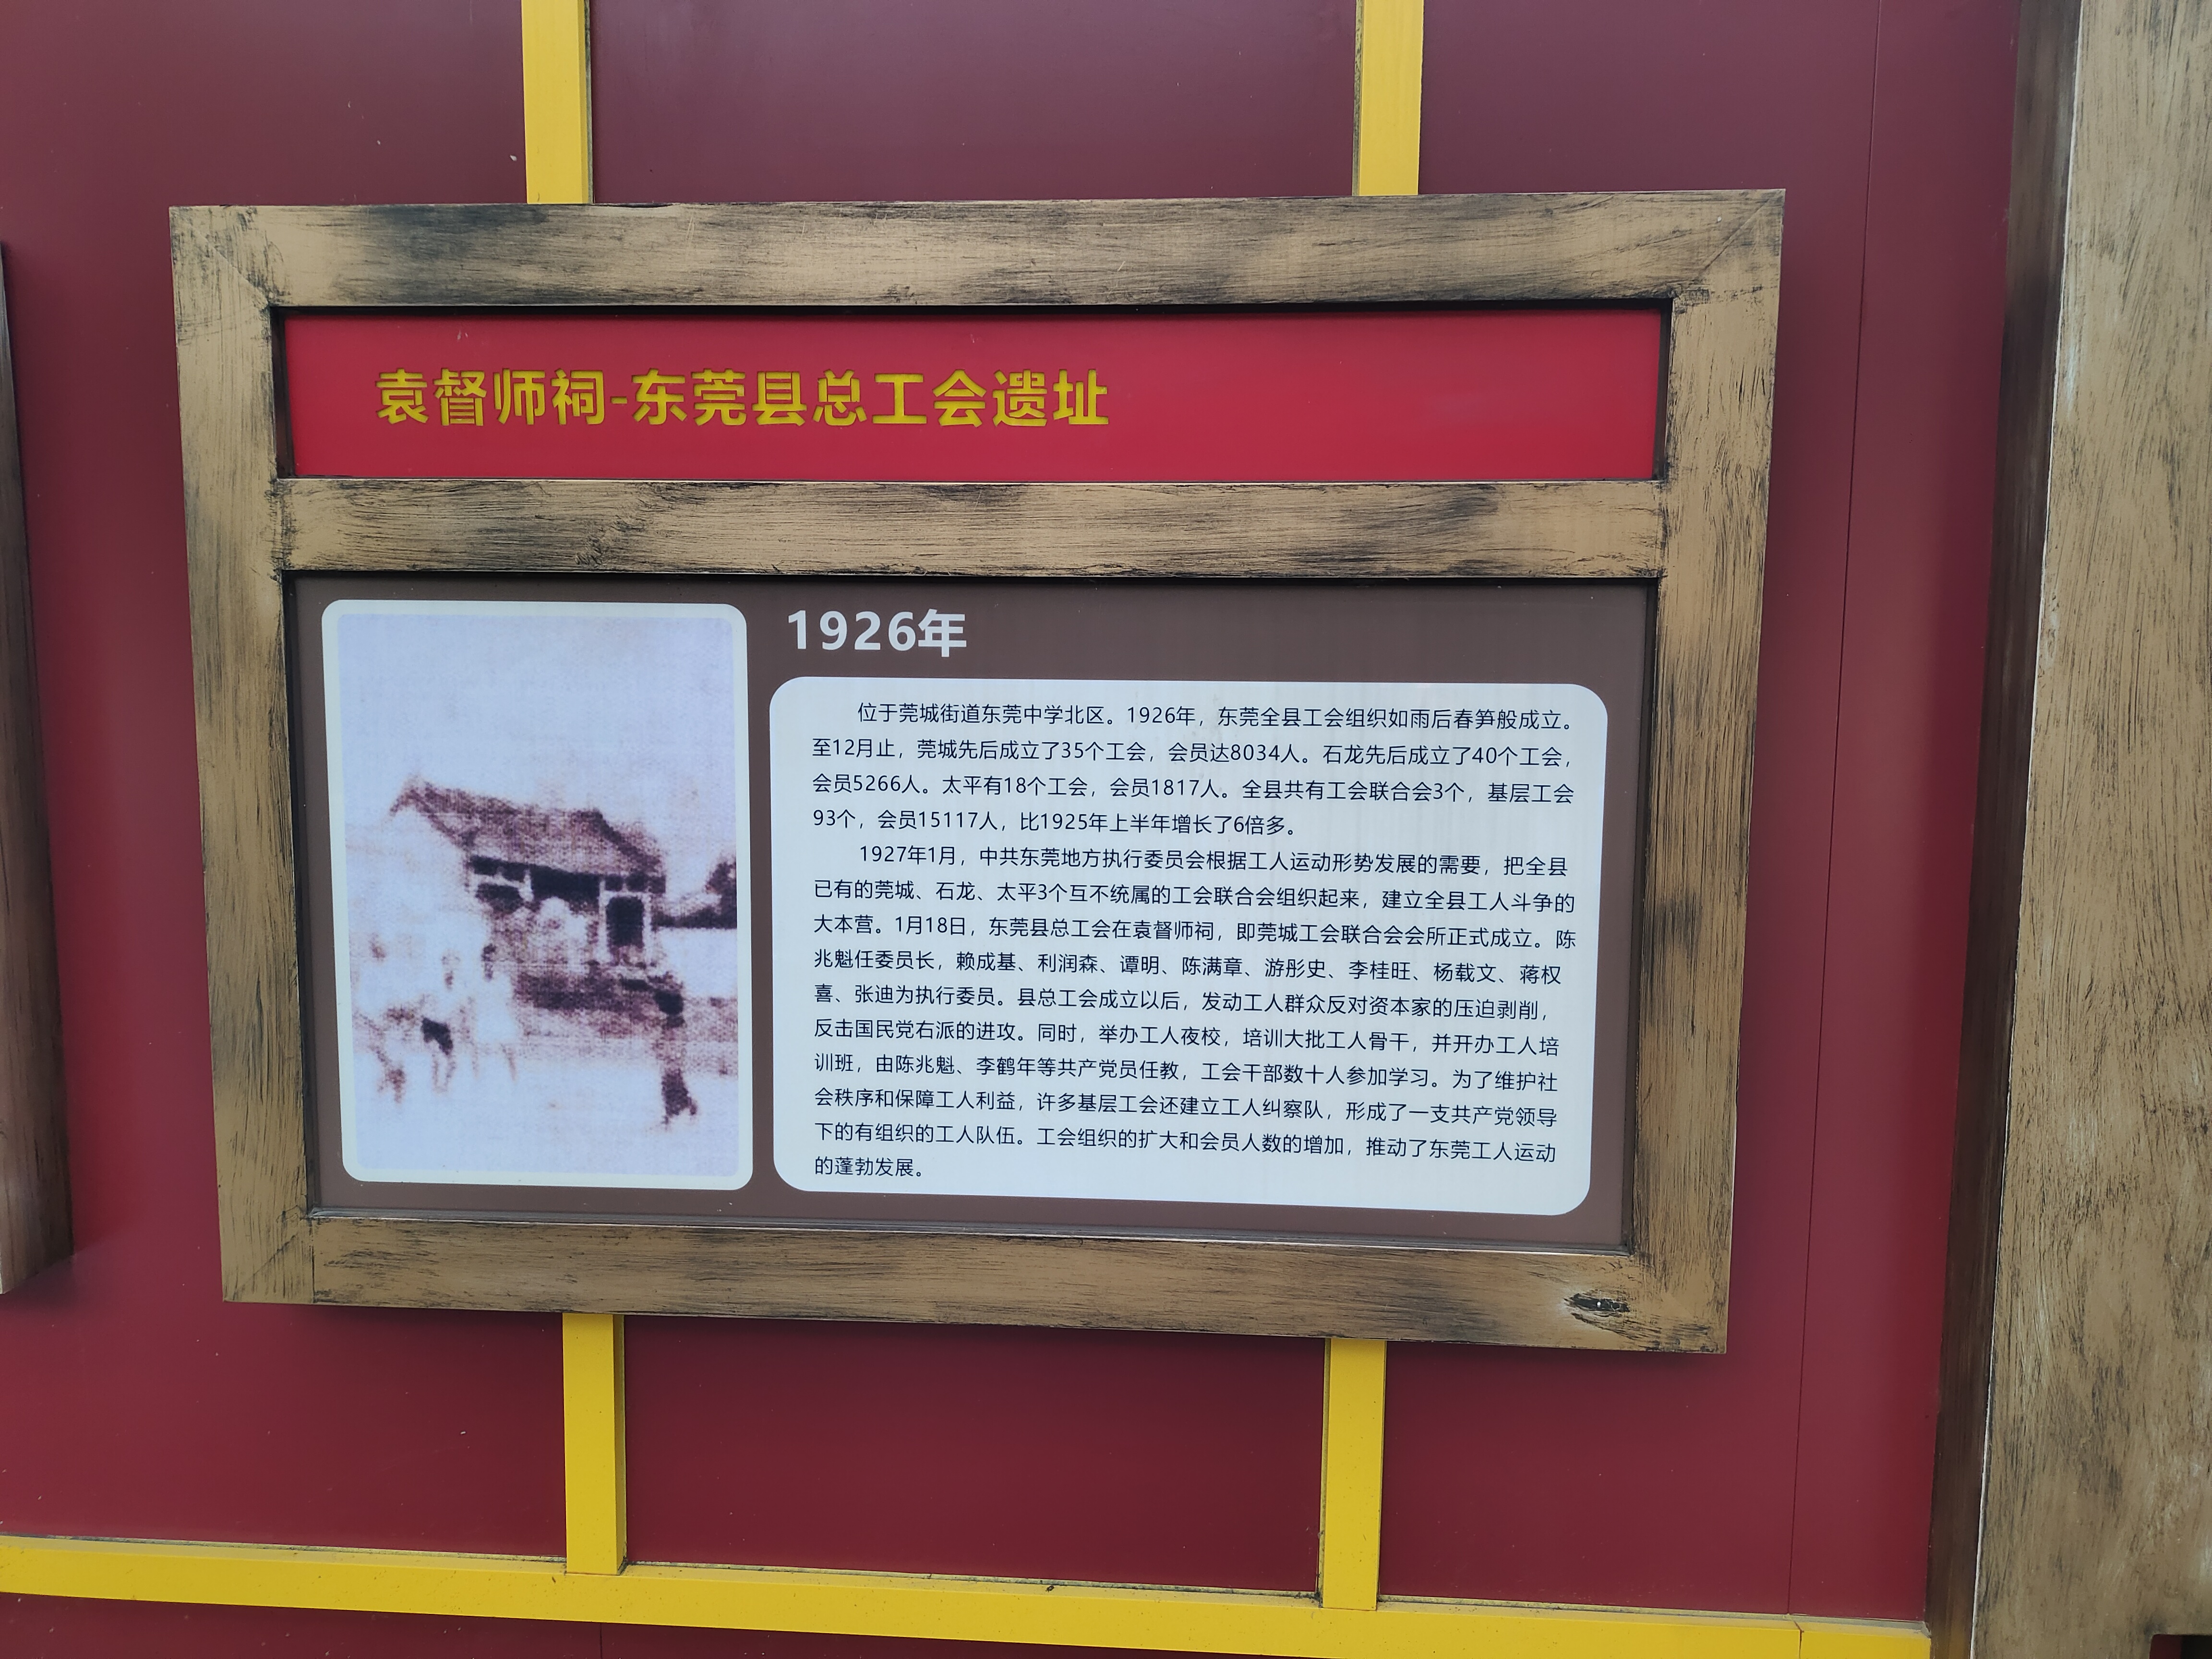 袁督师祠-东莞县总工会遗址
1926年
位于莞城街道东莞中学北区。1926年，东莞全县工会组织如雨后春笋般成立。
至12月止，莞城先后成立了35个工会，会员达8034人。石龙先后成立了40个工会，
会员5266人。太平有18个工会，会员1817人。全县共有工会联合会3个，基层工会
93个，会员15117人，比1925年上半年增长了6倍多。
1927年1月，中共东莞地方执行委员会根据工人运动形势发展的需要，把全县
已有的莞城、石龙、太平3个互不统属的工会联合会组织起来，建立全县工人斗争的
大本营。1月18日，东莞县总工会在袁督师祠，即莞城工会联合会会所正式成立。陈
兆魁任委员长，赖成基、利润森、谭明、陈满章、游彤史、李桂旺、杨载文、蒋权
喜、张迪为执行委员。县总工会成立以后，发动工人群众反对资本家的压迫剥削，
反击国民党右派的进攻。同时，举办工人夜校，培训大批工人骨干，并开办工人培
训班，由陈兆魁、李鹤年等共产党员任教，工会干部数十人参加学习。为了维护社
会秩序和保障工人利益，许多基层工会还建立工人纠察队，形成了一支共产党领导
下的有组织的工人队伍。工会组织的扩大和会员人数的增加，推动了东莞工人运动
的蓬勃发展。